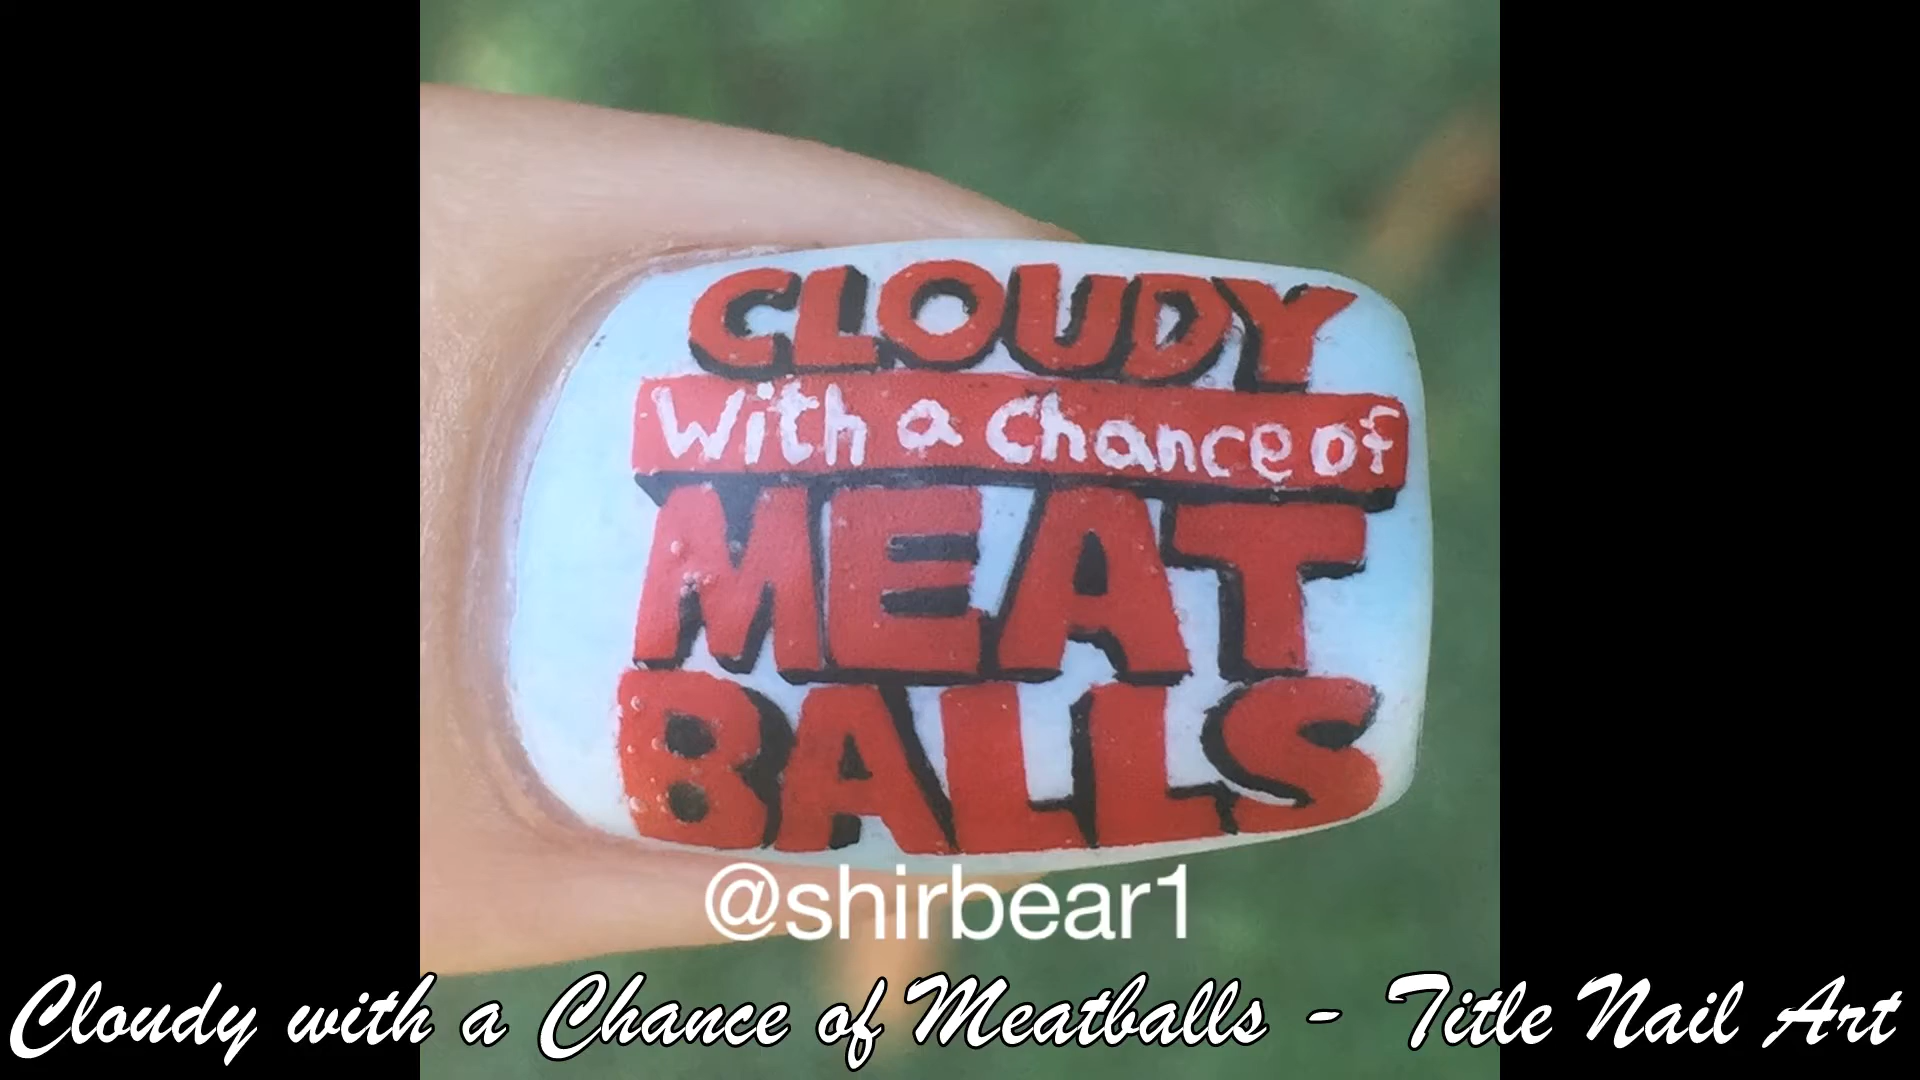 CLOUDY
With a Chance of
MEAT
BALLS
@shirbear1
Cloudy with a Chance of Meatballs - Title Nail Art